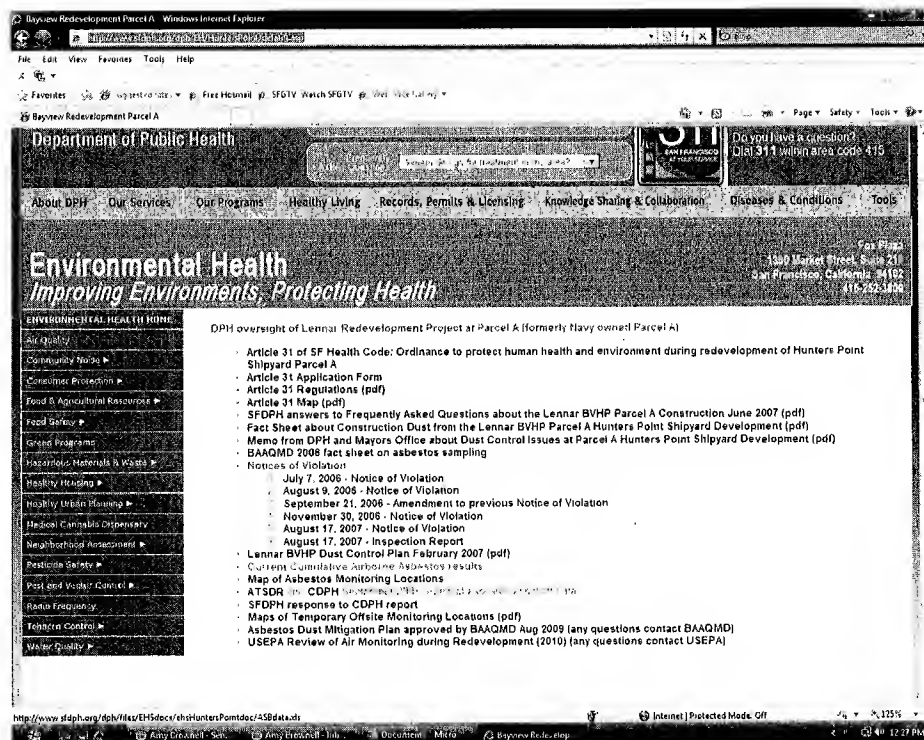 Bayview Redevelopment Parcel A - Windows Internet Explorer
File Edit View Favorites Tools Help
Favorites Free Hotmail SFGTV Watch SFGTV
Bayview Redevelopment Parcel A Page Safety Tools
Department of Public Health
311
SAN FRANCISCO
AT YOUR SERVICE
Do you have a question?
Dial 311 within area code 415
About DPH Our Services Our Programs Healthy Living Records, Permits & Licensing Knowledge Sharing & Collaboration Diseases & Conditions Tools
Environmental Health
Improving Environments, Protecting Health
Fox Plaza
1390 Market Street, Suite 210
San Francisco, California 94102
ENVIRONMENTAL HEALTH HOME
Air Quality
Community Noise
Consumer Protection
Food & Agricultural Resources
Food Safety
Green Programs
Hazardous Materials & Waste
Healthy Housing
Healthy Urban Planning
Medical Cannabis Dispensary
Neighborhood Assessment
Pesticide Safety
Pest and Vector Control
Radio Frequency
Tobacco Control
Water Quality
DPH oversight of Lennar Redevelopment Project at Parcel A (formerly Navy owned Parcel A)
· Article 31 of SF Health Code: Ordinance to protect human health and environment during redevelopment of Hunters Point
Shipyard Parcel A
· Article 31 Application Form
· Article 31 Regulations (pdf)
· Article 31 Map (pdf)
· SFDPH answers to Frequently Asked Questions about the Lennar BVHP Parcel A Construction June 2007 (pdf)
· Fact Sheet about Construction Dust from the Lennar BVHP Parcel A Hunters Point Shipyard Development (pdf)
· Memo from DPH and Mayors Office about Dust Control Issues at Parcel A Hunters Point Shipyard Development (pdf)
· BAAQMD 2008 fact sheet on asbestos sampling
· Notices of Violation
July 7, 2006 - Notice of Violation
August 9, 2006 - Notice of Violation
September 21, 2006 - Amendment to previous Notice of Violation
November 30, 2006 - Notice of Violation
August 17, 2007 - Notice of Violation
August 17, 2007 - Inspection Report
· Lennar BVHP Dust Control Plan February 2007 (pdf)
· Current Cumulative Airborne Asbestos results
· Map of Asbestos Monitoring Locations
· ATSDR CDPH
· SFDPH response to CDPH report
· Maps of Temporary Offsite Monitoring Locations (pdf)
· Asbestos Dust Mitigation Plan approved by BAAQMD Aug 2009 (any questions contact BAAQMD)
· USEPA Review of Air Monitoring during Redevelopment (2010) (any questions contact USEPA)
http://www.sfdph.org/dph/files/EHSdocs/ehsHuntersPointdoc/ASBdata.xls Internet | Protected Mode: Off 125%
Document Micro Bayview Redevelop 12:27